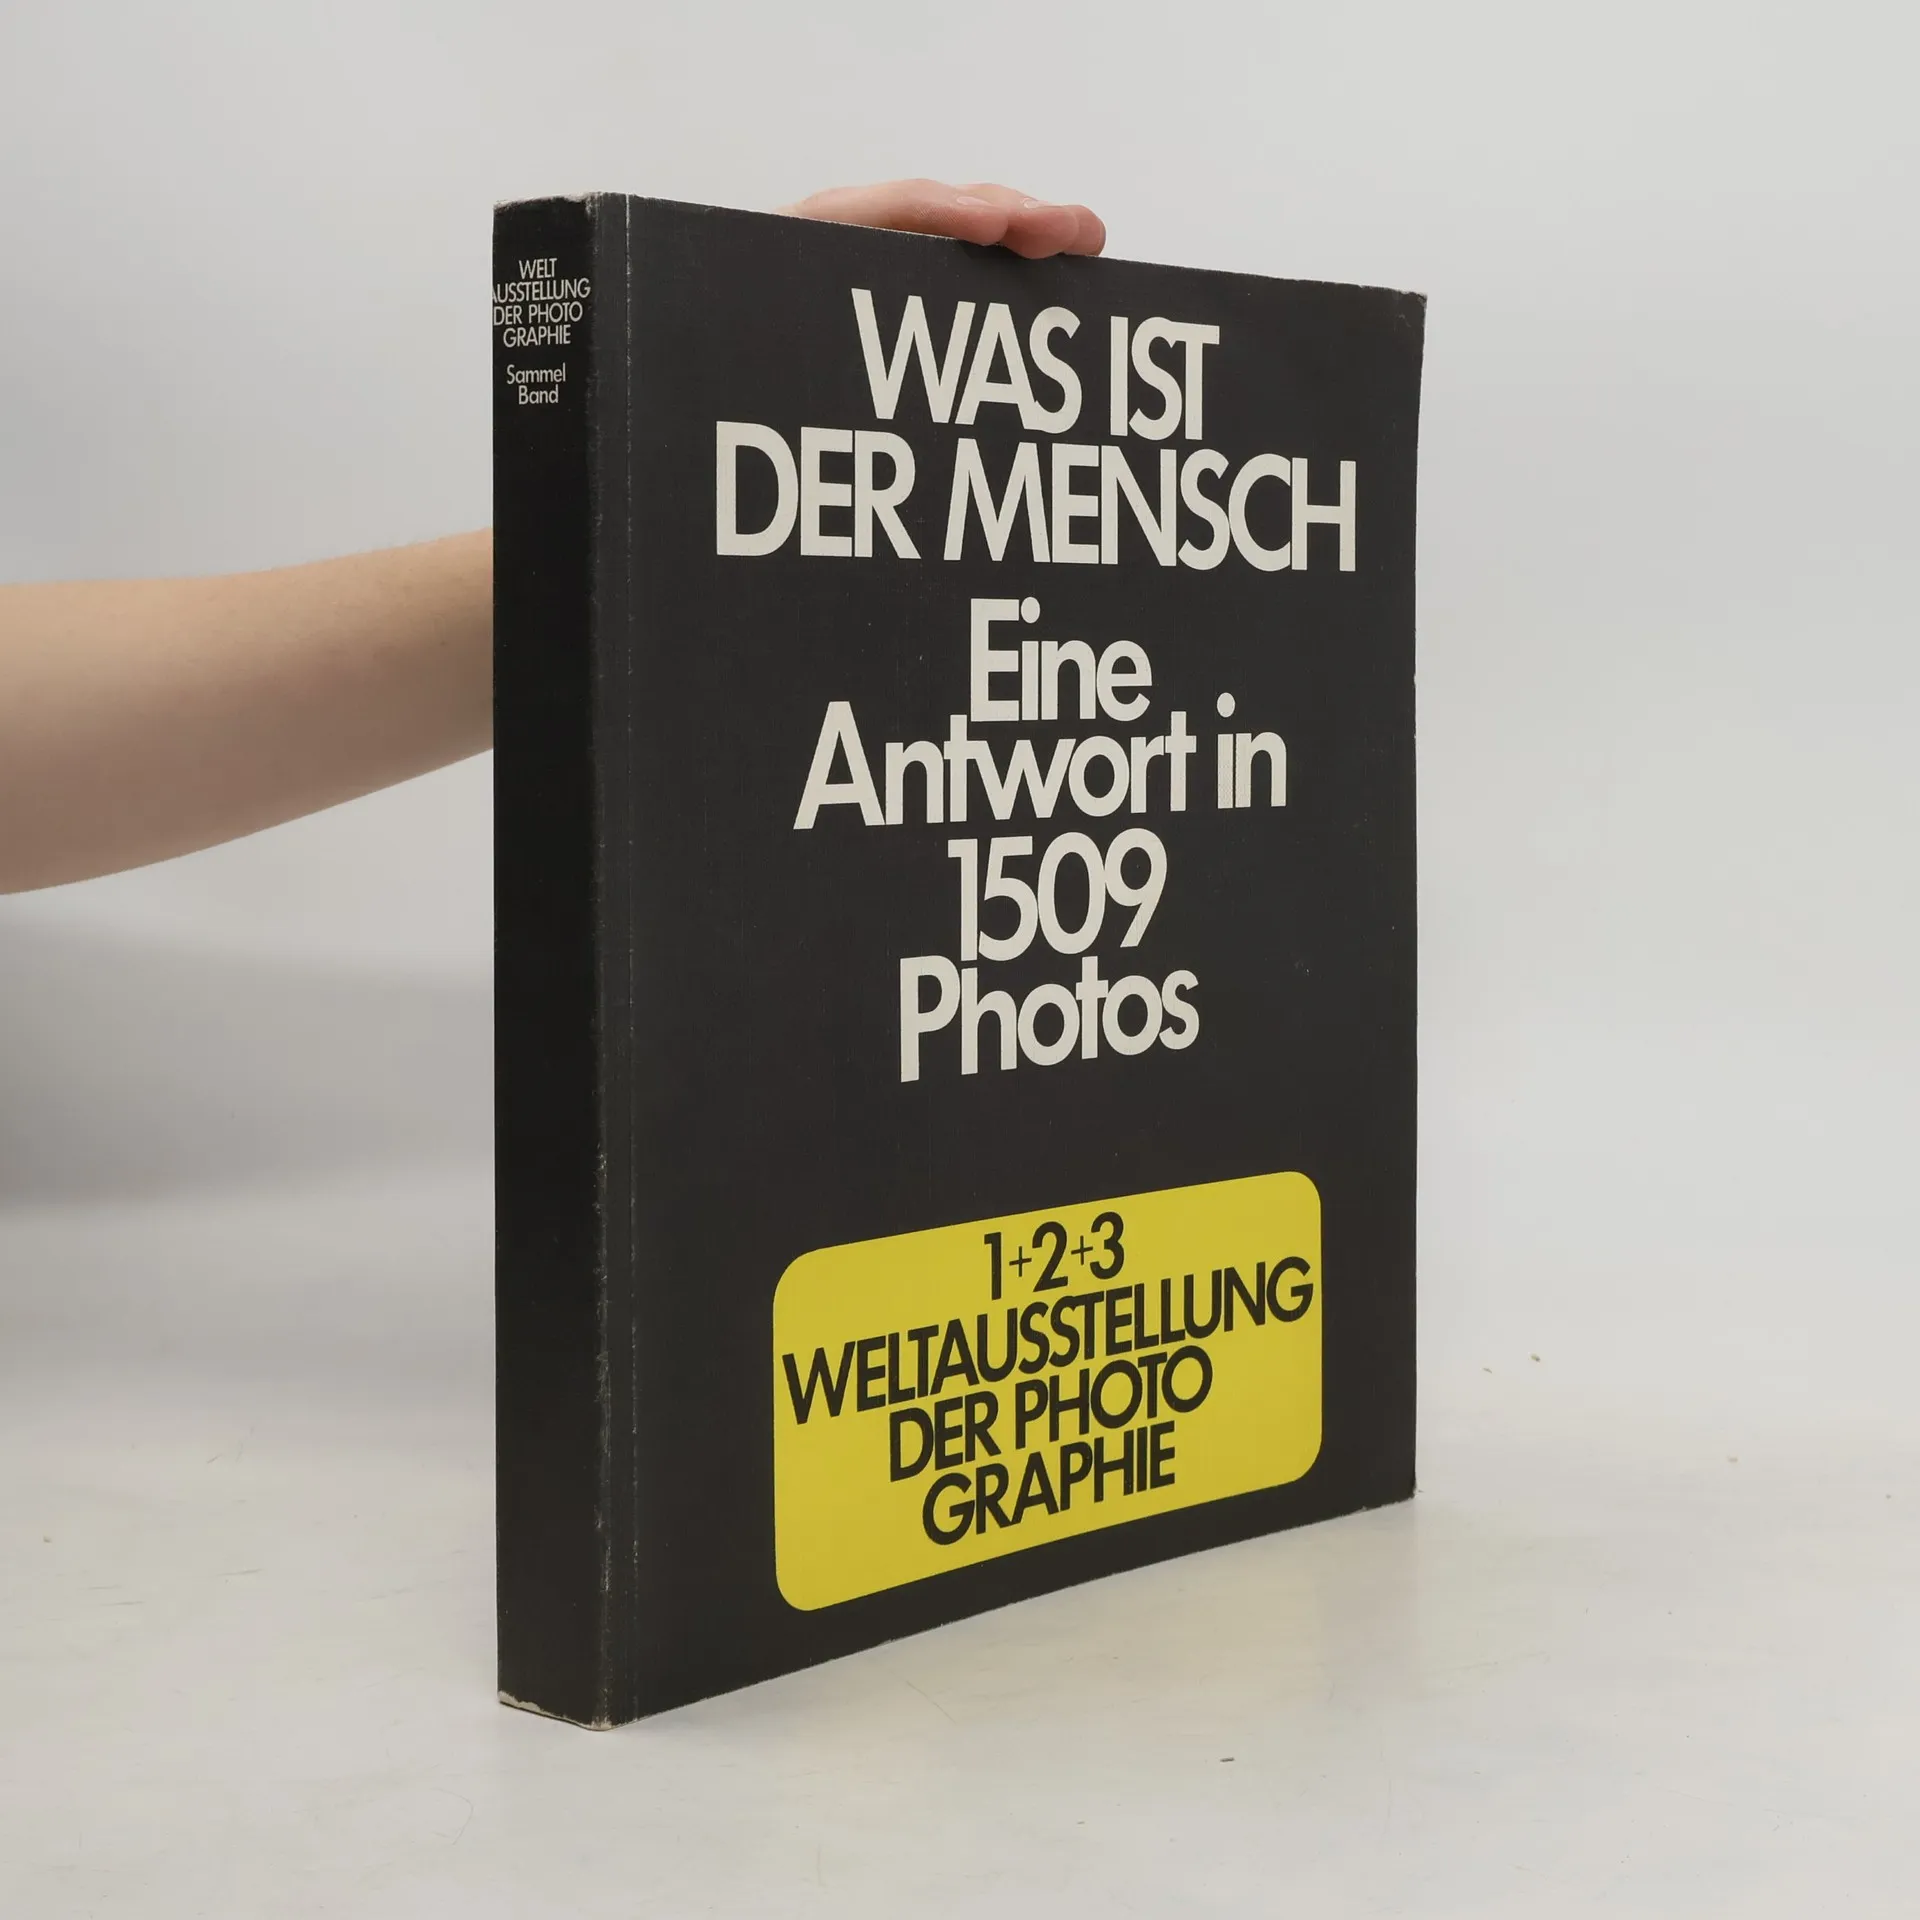 WELT
AUSSTELLUNG
DER PHOTO
GRAPHIE
Sammel
Band
WAS IST
DER MENSCH
Eine
Antwort in
1509
Photos
1+2+3
WELTAUSSTELLUNG
DER PHOTO
GRAPHIE